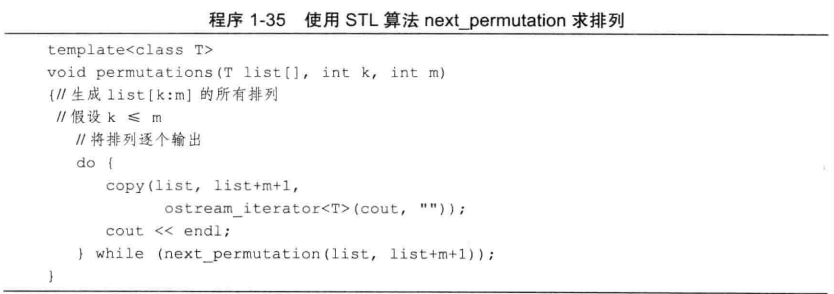 程序 1-35 使用 STL 算法 next_permutation 求排列
template<class T>
void permutations(T list[], int k, int m)
{// 生成 list[k:m] 的所有排列
// 假设 k ≤ m
// 将排列逐个输出
do {
copy(list, list+m+1,
ostream_iterator<T>(cout, ""));
cout << endl;
} while (next_permutation(list, list+m+1));
}